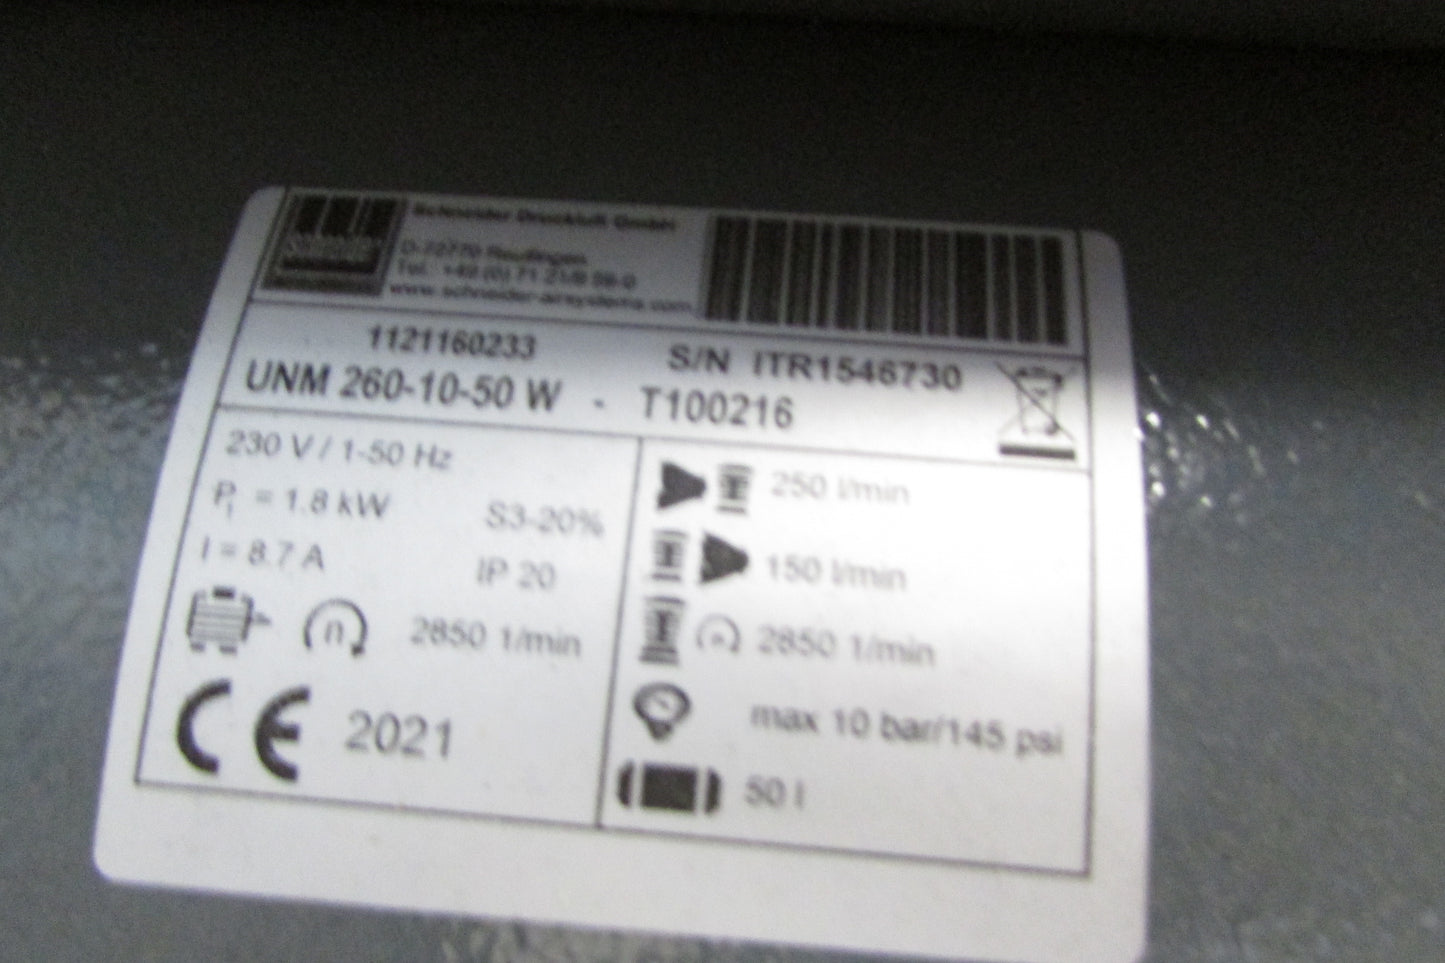 Schneider Druckluft GmbH
D-72770 Reutlingen
Tel.: +49 (0) 71 21/9 59-0
www.schneider-airsystems.com
1121160233
S/N ITR1546730
UNM 260-10-50 W - T100216
230 V / 1-50 Hz
P₁ = 1.8 kW S3-20%
I = 8.7 A IP 20
n 2850 1/min
CE 2021
250 l/min
150 l/min
n 2850 1/min
max 10 bar/145 psi
50 l